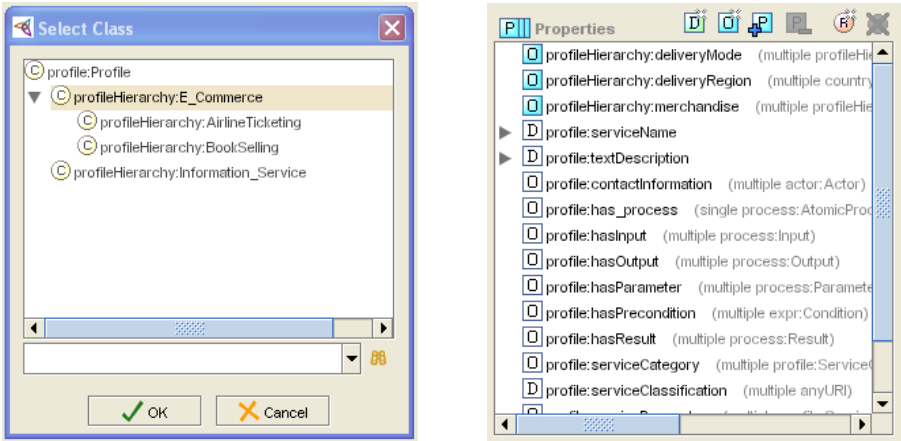 Select Class
C profile:Profile
C profileHierarchy:E_Commerce
C profileHierarchy:AirlineTicketing
C profileHierarchy:BookSelling
C profileHierarchy:Information_Service
OK
Cancel
P Properties D O P P R
O profileHierarchy:deliveryMode (multiple profileHie
O profileHierarchy:deliveryRegion (multiple country
O profileHierarchy:merchandise (multiple profileHie
D profile:serviceName
D profile:textDescription
O profile:contactInformation (multiple actor:Actor)
O profile:has_process (single process:AtomicProc
O profile:hasInput (multiple process:Input)
O profile:hasOutput (multiple process:Output)
O profile:hasParameter (multiple process:Paramete
O profile:hasPrecondition (multiple expr:Condition)
O profile:hasResult (multiple process:Result)
O profile:serviceCategory (multiple profile:ServiceC
D profile:serviceClassification (multiple anyURI)